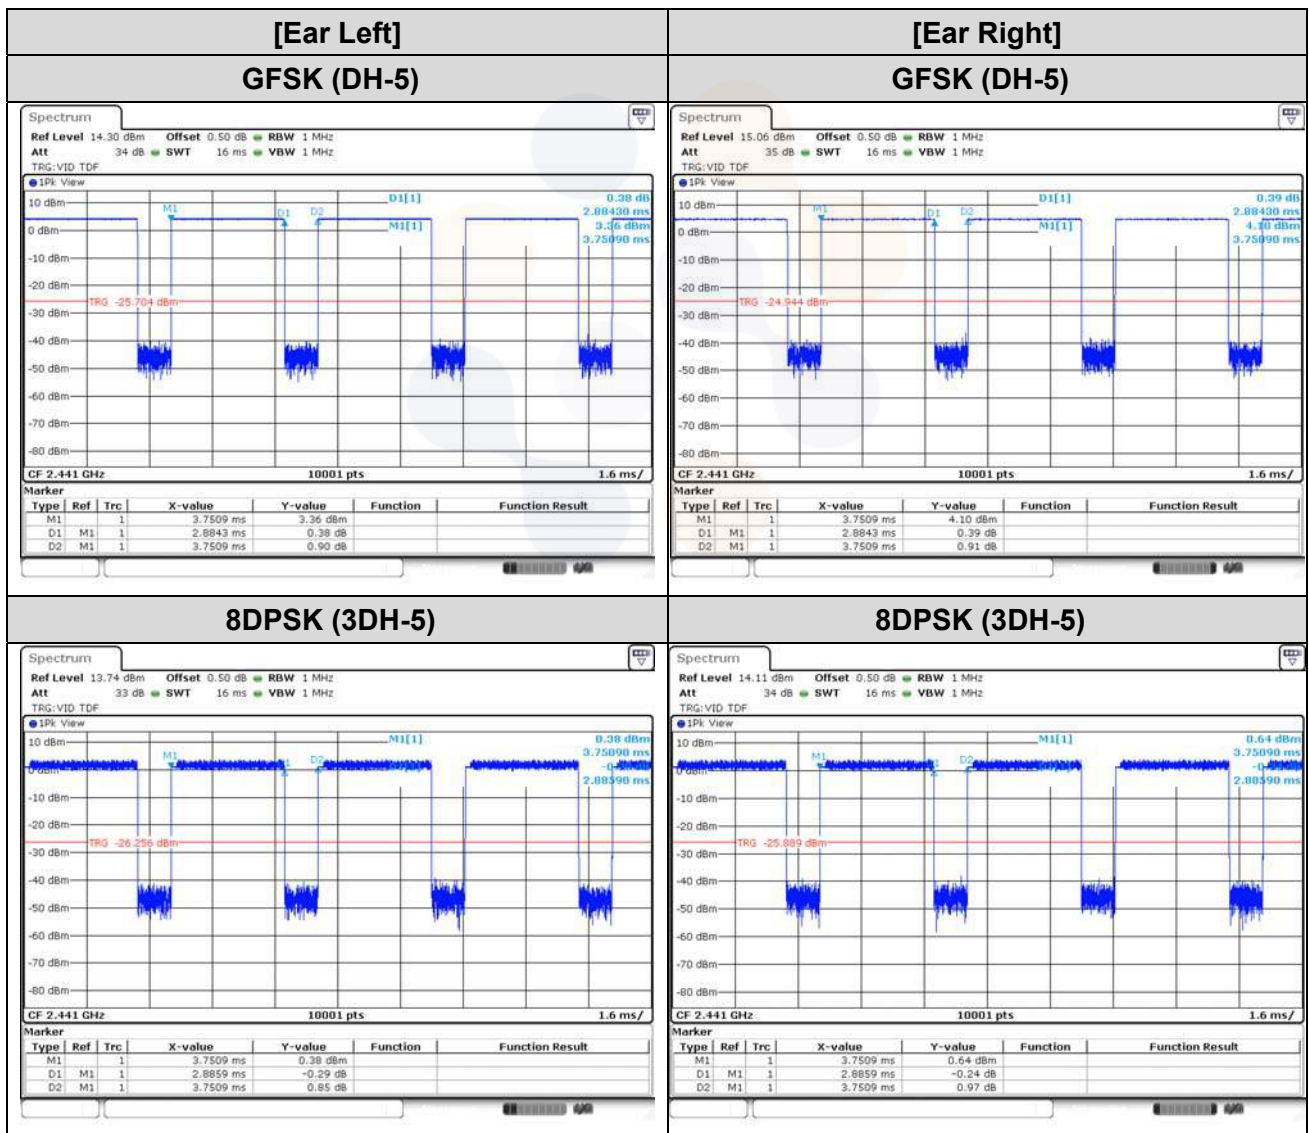 [Ear Left]
[Ear Right]
GFSK (DH-5)
GFSK (DH-5)
Spectrum
Ref Level 14.30 dBm Offset 0.50 dB RBW 1 MHz
Att 34 dB SWT 16 ms VBW 1 MHz
TRG:VID TDF
1Pk View
D1[1] 0.38 dB
2.88430 ms
M1[1] 3.36 dBm
3.75090 ms
M1
D1
D2
10 dBm
0 dBm
-10 dBm
-20 dBm
TRG -25.704 dBm
-30 dBm
-40 dBm
-50 dBm
-60 dBm
-70 dBm
-80 dBm
CF 2.441 GHz 10001 pts 1.6 ms/
Marker
Type Ref Trc X-value Y-value Function Function Result
M1 1 3.7509 ms 3.36 dBm
D1 M1 1 2.8843 ms 0.38 dB
D2 M1 1 3.7509 ms 0.90 dB
Spectrum
Ref Level 15.06 dBm Offset 0.50 dB RBW 1 MHz
Att 35 dB SWT 16 ms VBW 1 MHz
TRG:VID TDF
1Pk View
D1[1] 0.39 dB
2.88430 ms
M1[1] 4.10 dBm
3.75090 ms
M1
D1
D2
10 dBm
0 dBm
-10 dBm
-20 dBm
TRG -24.944 dBm
-30 dBm
-40 dBm
-50 dBm
-60 dBm
-70 dBm
-80 dBm
CF 2.441 GHz 10001 pts 1.6 ms/
Marker
Type Ref Trc X-value Y-value Function Function Result
M1 1 3.7509 ms 4.10 dBm
D1 M1 1 2.8843 ms 0.39 dB
D2 M1 1 3.7509 ms 0.91 dB
8DPSK (3DH-5)
8DPSK (3DH-5)
Spectrum
Ref Level 13.74 dBm Offset 0.50 dB RBW 1 MHz
Att 33 dB SWT 16 ms VBW 1 MHz
TRG:VID TDF
1Pk View
M1[1] 0.38 dBm
3.75090 ms
2.88590 ms
M1
D2
10 dBm
0 dBm
-10 dBm
-20 dBm
TRG -26.256 dBm
-30 dBm
-40 dBm
-50 dBm
-60 dBm
-70 dBm
-80 dBm
CF 2.441 GHz 10001 pts 1.6 ms/
Marker
Type Ref Trc X-value Y-value Function Function Result
M1 1 3.7509 ms 0.38 dBm
D1 M1 1 2.8859 ms -0.29 dB
D2 M1 1 3.7509 ms 0.85 dB
Spectrum
Ref Level 14.11 dBm Offset 0.50 dB RBW 1 MHz
Att 34 dB SWT 16 ms VBW 1 MHz
TRG:VID TDF
1Pk View
M1[1] 0.64 dBm
3.75090 ms
2.88590 ms
M1
D2
10 dBm
0 dBm
-10 dBm
-20 dBm
TRG -25.889 dBm
-30 dBm
-40 dBm
-50 dBm
-60 dBm
-70 dBm
-80 dBm
CF 2.441 GHz 10001 pts 1.6 ms/
Marker
Type Ref Trc X-value Y-value Function Function Result
M1 1 3.7509 ms 0.64 dBm
D1 M1 1 2.8859 ms -0.24 dB
D2 M1 1 3.7509 ms 0.97 dB